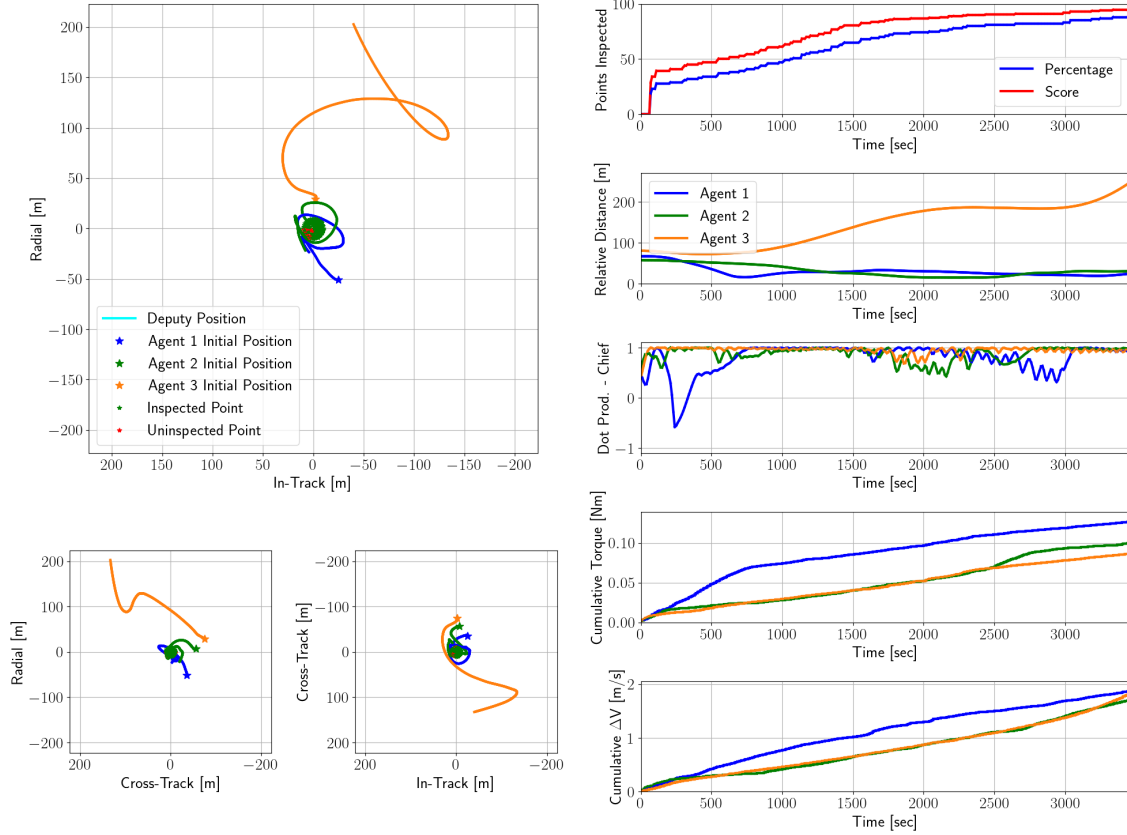 200
150
100
50
0
−50
−100
−150
−200
Radial [m]
Deputy Position
Agent 1 Initial Position
Agent 2 Initial Position
Agent 3 Initial Position
Inspected Point
Uninspected Point
200 150 100 50 0 −50 −100 −150 −200
In-Track [m]
200
100
0
−100
−200
Radial [m]
200 0 −200
Cross-Track [m]
−200
−100
0
100
200
Cross-Track [m]
200 0 −200
In-Track [m]
100
50
0
Points Inspected
Percentage
Score
0 500 1000 1500 2000 2500 3000
Time [sec]
200
100
0
Relative Distance [m]
Agent 1
Agent 2
Agent 3
0 500 1000 1500 2000 2500 3000
Time [sec]
1
0
−1
Dot Prod. - Chief
0 500 1000 1500 2000 2500 3000
Time [sec]
0.10
0.05
0.00
Cumulative Torque [Nm]
0 500 1000 1500 2000 2500 3000
Time [sec]
2
1
0
Cumulative ΔV [m/s]
0 500 1000 1500 2000 2500 3000
Time [sec]